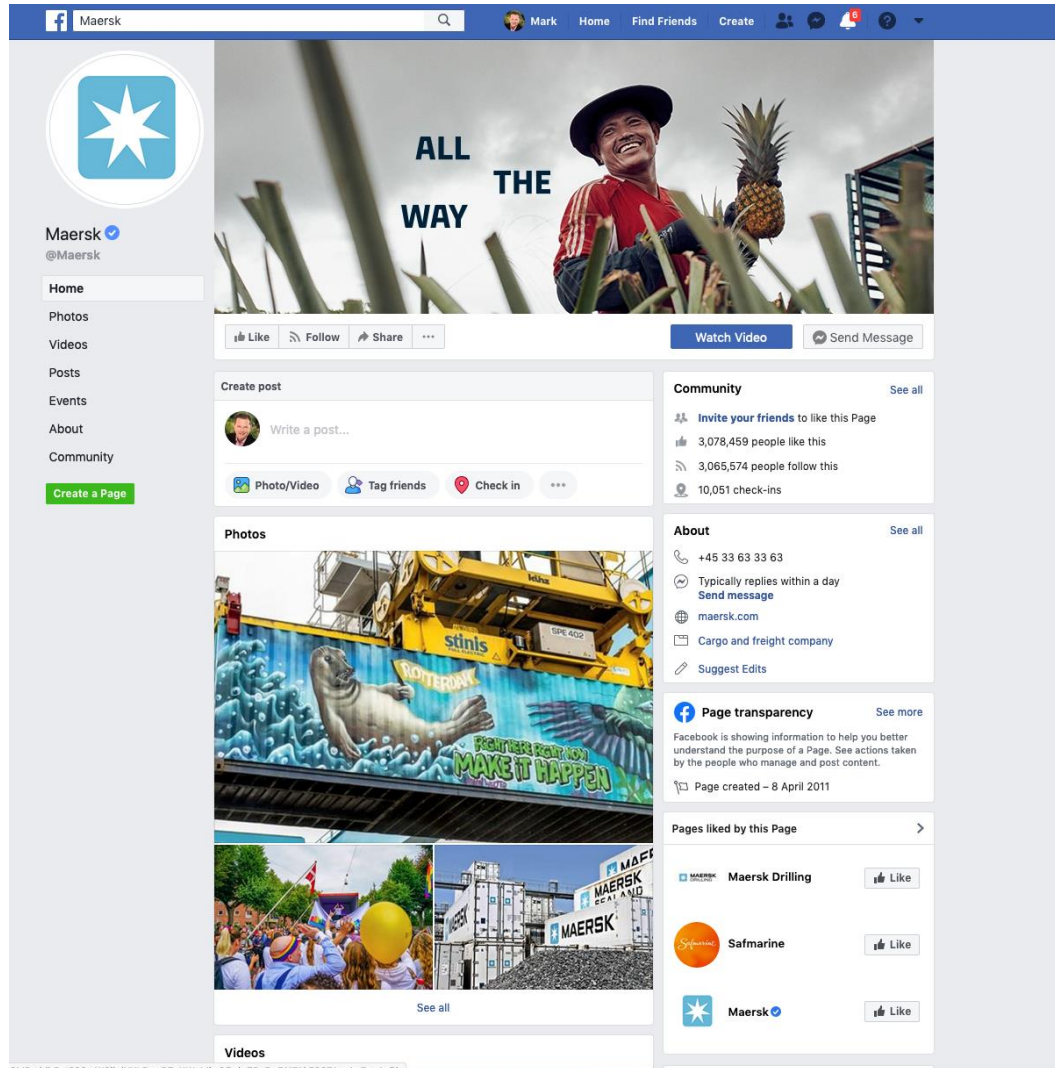 Maersk
Mark Home Find Friends Create 6
ALL
THE
WAY
Maersk
@Maersk
Home
Photos
Videos
Posts
Events
About
Community
Create a Page
Like Follow Share
Watch Video Send Message
Create post
Write a post...
Photo/Video Tag friends Check in
Photos
stinis
SPE 402
ROTTERDAM
RIGHT HERE RIGHT NOW
MAKE IT HAPPEN
MAERSK
SEALAND
MAERSK
See all
Videos
Community See all
Invite your friends to like this Page
3,078,459 people like this
3,065,574 people follow this
10,051 check-ins
About See all
+45 33 63 33 63
Typically replies within a day
Send message
maersk.com
Cargo and freight company
Suggest Edits
Page transparency See more
Facebook is showing information to help you better
understand the purpose of a Page. See actions taken
by the people who manage and post content.
Page created – 8 April 2011
Pages liked by this Page
MAERSK
DRILLING
Maersk Drilling Like
Safmarine
Safmarine Like
Maersk Like